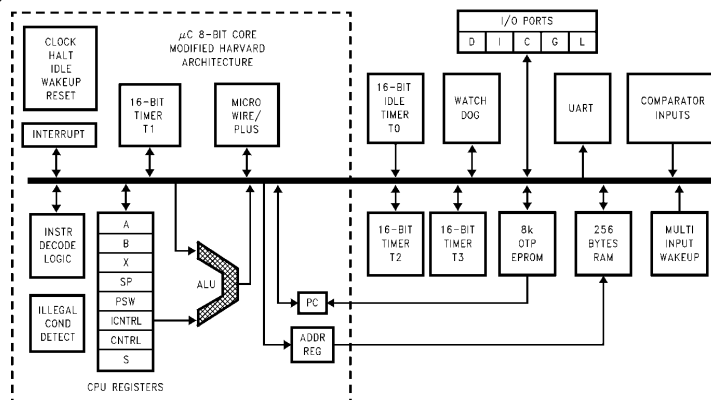 CLOCK
HALT
IDLE
WAKEUP
RESET
μC 8-BIT CORE
MODIFIED HARVARD
ARCHITECTURE
I/O PORTS
D I C G L
INTERRUPT
16-BIT
TIMER
T1
MICRO
WIRE/
PLUS
16-BIT
IDLE
TIMER
T0
WATCH
DOG
UART
COMPARATOR
INPUTS
INSTR
DECODE
LOGIC
ILLEGAL
COND
DETECT
A
B
X
SP
PSW
ICNTRL
CNTRL
S
CPU REGISTERS
ALU
PC
ADDR
REG
16-BIT
TIMER
T2
16-BIT
TIMER
T3
8k
OTP
EPROM
256
BYTES
RAM
MULTI
INPUT
WAKEUP